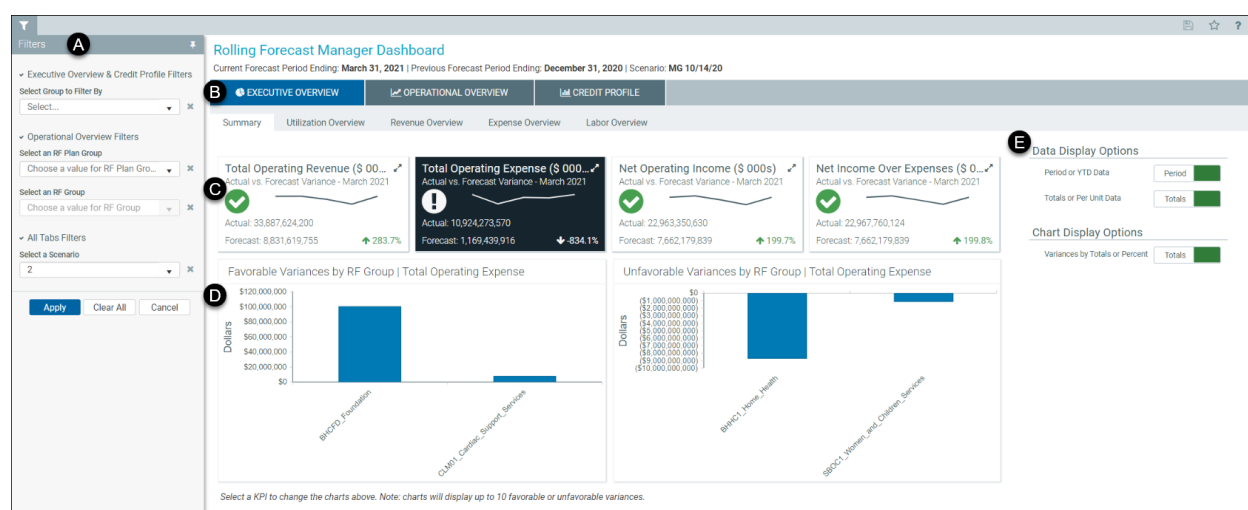 Filters
A
Executive Overview & Credit Profile Filters
Select Group to Filter By
Select...
Operational Overview Filters
Select an RF Plan Group
Choose a value for RF Plan Gro...
Select an RF Group
Choose a value for RF Group
All Tabs Filters
Select a Scenario
2
Apply Clear All Cancel
?
Rolling Forecast Manager Dashboard
Current Forecast Period Ending: March 31, 2021 | Previous Forecast Period Ending: December 31, 2020 | Scenario: MG 10/14/20
B
EXECUTIVE OVERVIEW OPERATIONAL OVERVIEW CREDIT PROFILE
Summary Utilization Overview Revenue Overview Expense Overview Labor Overview
C
Total Operating Revenue ($ 00...
Actual vs. Forecast Variance - March 2021
Actual: 33,887,624,200
Forecast: 8,831,619,755 283.7%
Total Operating Expense ($ 000...
Actual vs. Forecast Variance - March 2021
Actual: 10,924,273,570
Forecast: 1,169,439,916 -834.1%
Net Operating Income ($ 000s)
Actual vs. Forecast Variance - March 2021
Actual: 22,963,350,630
Forecast: 7,662,179,839 199.7%
Net Income Over Expenses ($ 0...
Actual vs. Forecast Variance - March 2021
Actual: 22,967,760,124
Forecast: 7,662,179,839 199.8%
D
Favorable Variances by RF Group | Total Operating Expense
Dollars
$120,000,000
$100,000,000
$80,000,000
$60,000,000
$40,000,000
$20,000,000
$0
BHCFD_Foundation
CLM01_Cardiac_Support_Services
Unfavorable Variances by RF Group | Total Operating Expense
Dollars
$0
($1,000,000,000)
($2,000,000,000)
($3,000,000,000)
($4,000,000,000)
($5,000,000,000)
($6,000,000,000)
($7,000,000,000)
($8,000,000,000)
($9,000,000,000)
($10,000,000,000)
BHHC1_Home_Health
SBOC1_Women_and_Children_Services
Select a KPI to change the charts above. Note: charts will display up to 10 favorable or unfavorable variances.
E
Data Display Options
Period or YTD Data Period
Totals or Per Unit Data Totals
Chart Display Options
Variances by Totals or Percent Totals